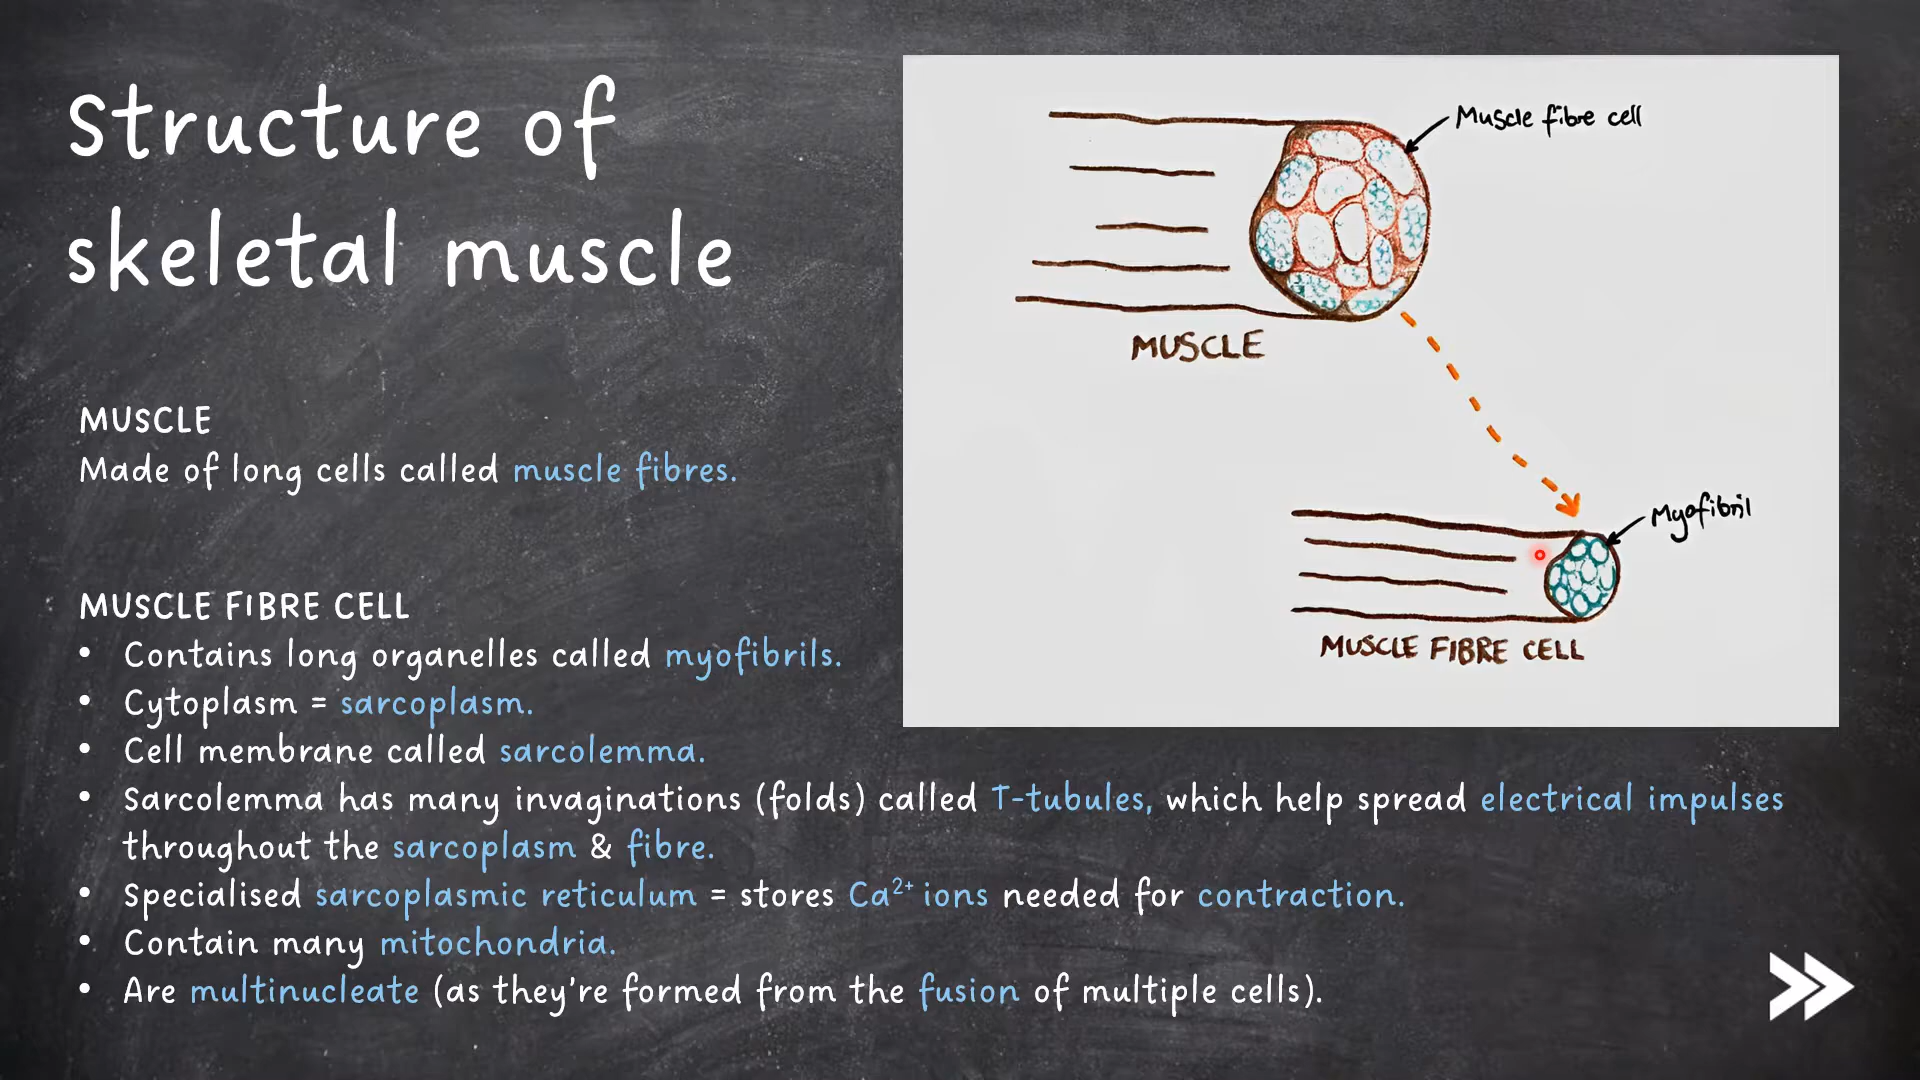 Structure of
skeletal muscle
MUSCLE
Made of long cells called muscle fibres.
MUSCLE FIBRE CELL
• Contains long organelles called myofibrils.
• Cytoplasm = sarcoplasm.
• Cell membrane called sarcolemma.
• Sarcolemma has many invaginations (folds) called T-tubules, which help spread electrical impulses
throughout the sarcoplasm & fibre.
• Specialised sarcoplasmic reticulum = stores Ca²⁺ ions needed for contraction.
• Contain many mitochondria.
• Are multinucleate (as they're formed from the fusion of multiple cells).
Muscle fibre cell
MUSCLE
Myofibril
MUSCLE FIBRE CELL